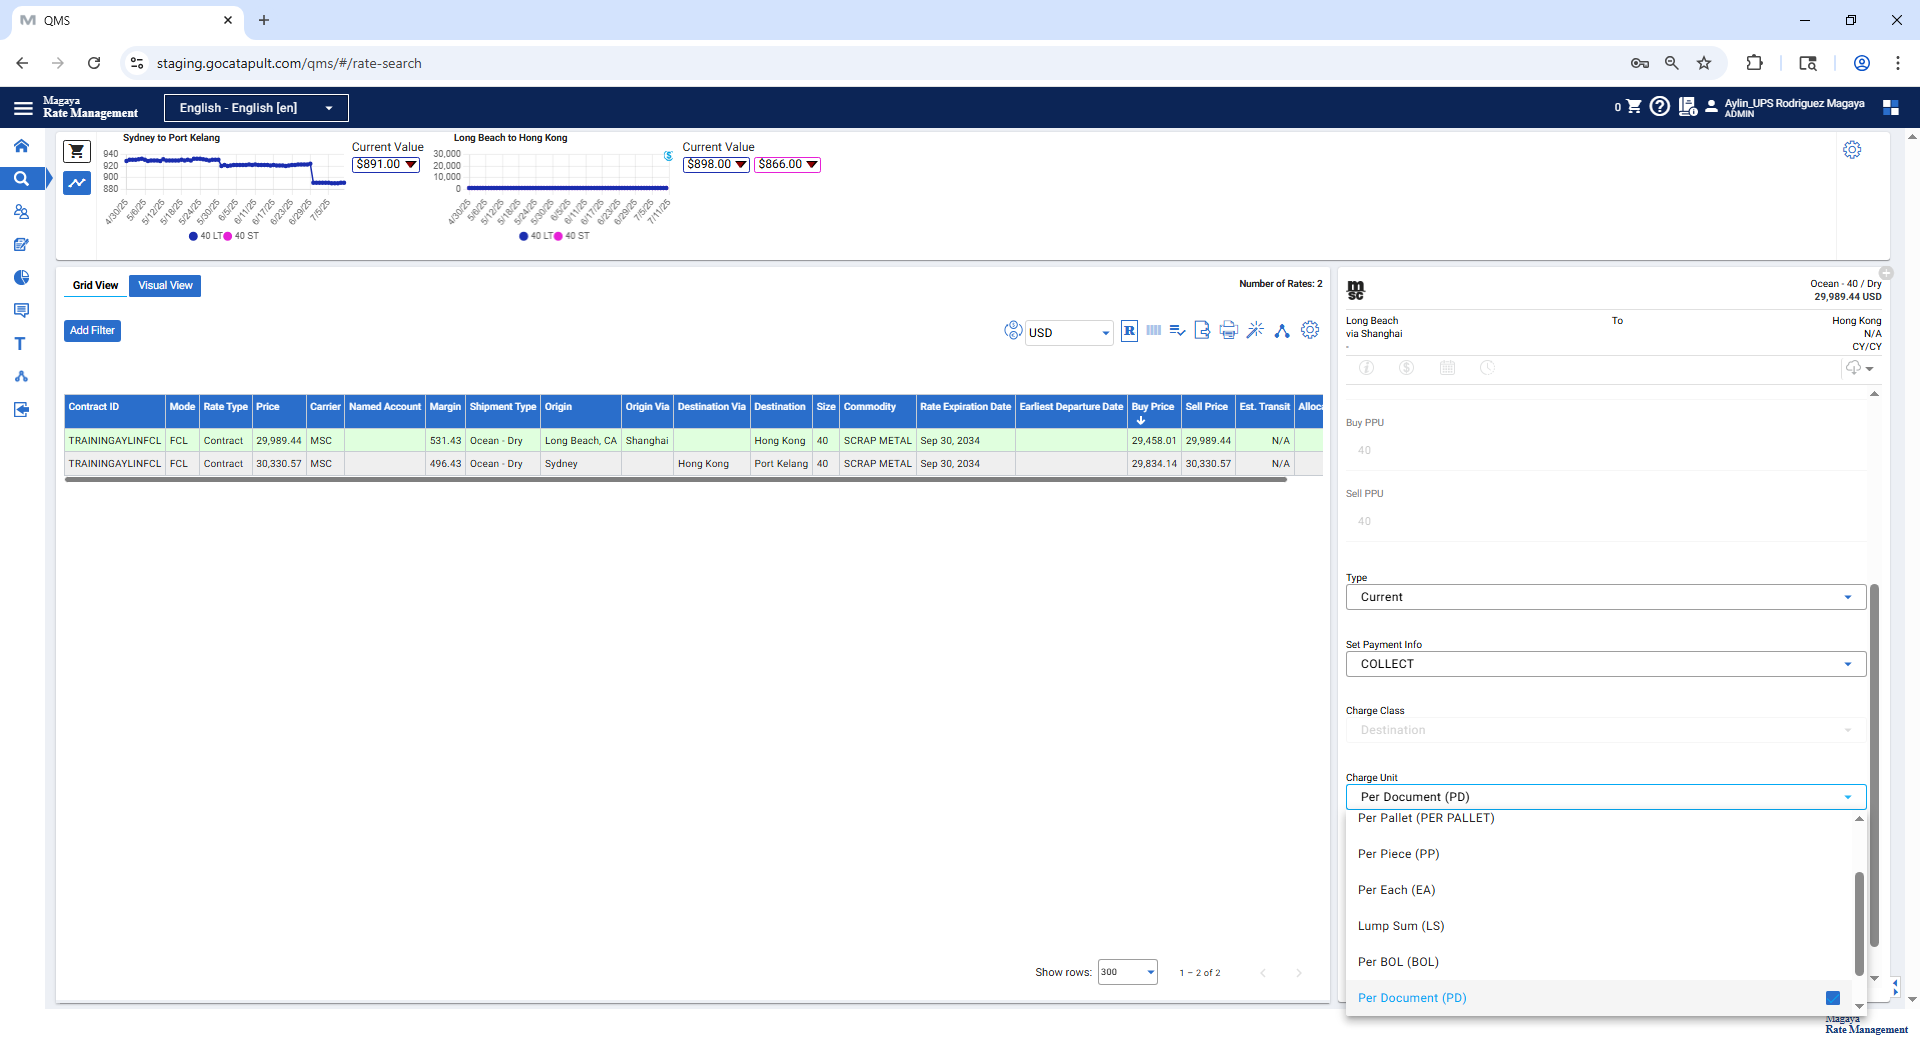 QMS
staging.gocatapult.com/qms/#/rate-search
Magaya
Rate Management
English - English [en]
0
Aylin_UPS Rodriguez Magaya
ADMIN
Sydney to Port Kelang
940
920
900
880
4/30/25 5/6/25 5/12/25 5/18/25 5/24/25 5/30/25 6/5/25 6/11/25 6/17/25 6/23/25 6/29/25 7/5/25
40 LT 40 ST
Current Value
$891.00
Long Beach to Hong Kong
30,000
20,000
10,000
0
4/30/25 5/6/25 5/12/25 5/18/25 5/24/25 5/30/25 6/5/25 6/11/25 6/17/25 6/23/25 6/29/25 7/5/25 7/11/25
40 LT 40 ST
Current Value
$898.00 $866.00
Grid View Visual View
Number of Rates: 2
Add Filter
USD
R
Contract ID Mode Rate Type Price Carrier Named Account Margin Shipment Type Origin Origin Via Destination Via Destination Size Commodity Rate Expiration Date Earliest Departure Date Buy Price Sell Price Est. Transit Alloca
TRAININGAYLINFCL FCL Contract 29,989.44 MSC 531.43 Ocean - Dry Long Beach, CA Shanghai Hong Kong 40 SCRAP METAL Sep 30, 2034 29,458.01 29,989.44 N/A
TRAININGAYLINFCL FCL Contract 30,330.57 MSC 496.43 Ocean - Dry Sydney Hong Kong Port Kelang 40 SCRAP METAL Sep 30, 2034 29,834.14 30,330.57 N/A
Show rows: 300 1 – 2 of 2
msc
Ocean - 40 / Dry
29,989.44 USD
Long Beach To Hong Kong
via Shanghai N/A
- CY/CY
Buy PPU
40
Sell PPU
40
Type
Current
Set Payment Info
COLLECT
Charge Class
Destination
Charge Unit
Per Document (PD)
Per Pallet (PER PALLET)
Per Piece (PP)
Per Each (EA)
Lump Sum (LS)
Per BOL (BOL)
Per Document (PD)
Magaya
Rate Management